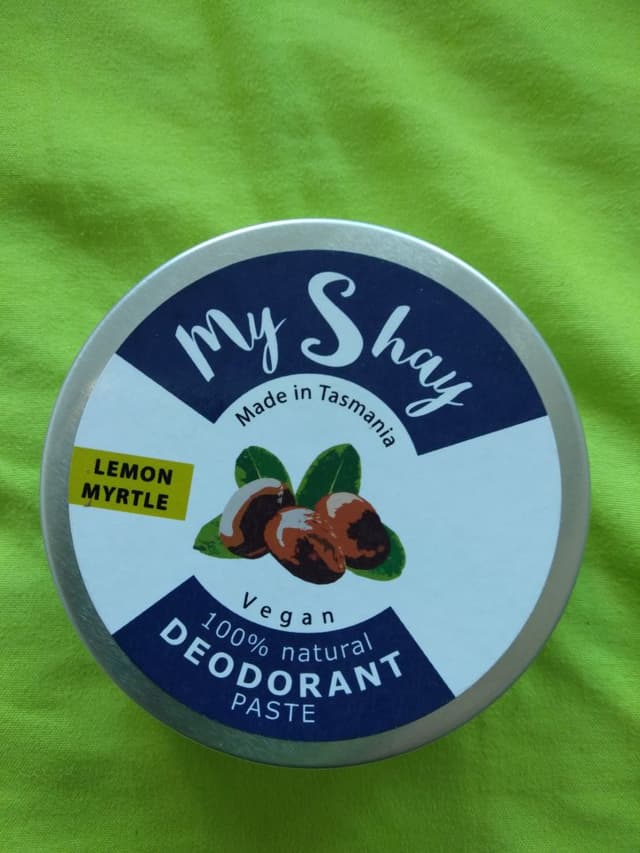 My Shay
Made in Tasmania
LEMON
MYRTLE
Vegan
100% natural
DEODORANT
PASTE